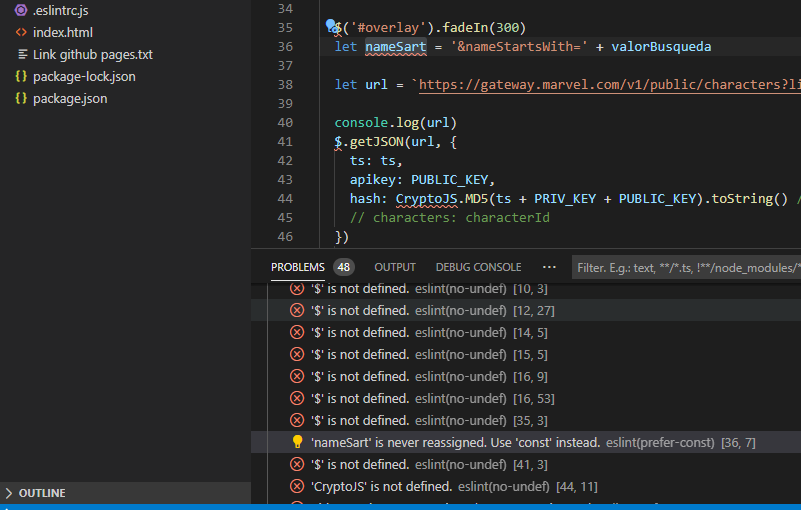 .eslintrc.js
index.html
Link github pages.txt
package-lock.json
package.json
OUTLINE
34
35 $('#overlay').fadeIn(300)
36 let nameSart = '&nameStartsWith=' + valorBusqueda
37
38 let url = `https://gateway.marvel.com/v1/public/characters?li
39
40 console.log(url)
41 $.getJSON(url, {
42 ts: ts,
43 apikey: PUBLIC_KEY,
44 hash: CryptoJS.MD5(ts + PRIV_KEY + PUBLIC_KEY).toString() /
45 // characters: characterId
46 })
PROBLEMS 48 OUTPUT DEBUG CONSOLE ··· Filter. E.g.: text, **/*.ts, !**/node_modules/*
'$' is not defined. eslint(no-undef) [10, 3]
'$' is not defined. eslint(no-undef) [12, 27]
'$' is not defined. eslint(no-undef) [14, 5]
'$' is not defined. eslint(no-undef) [15, 5]
'$' is not defined. eslint(no-undef) [16, 9]
'$' is not defined. eslint(no-undef) [16, 53]
'$' is not defined. eslint(no-undef) [35, 3]
'nameSart' is never reassigned. Use 'const' instead. eslint(prefer-const) [36, 7]
'$' is not defined. eslint(no-undef) [41, 3]
'CryptoJS' is not defined. eslint(no-undef) [44, 11]